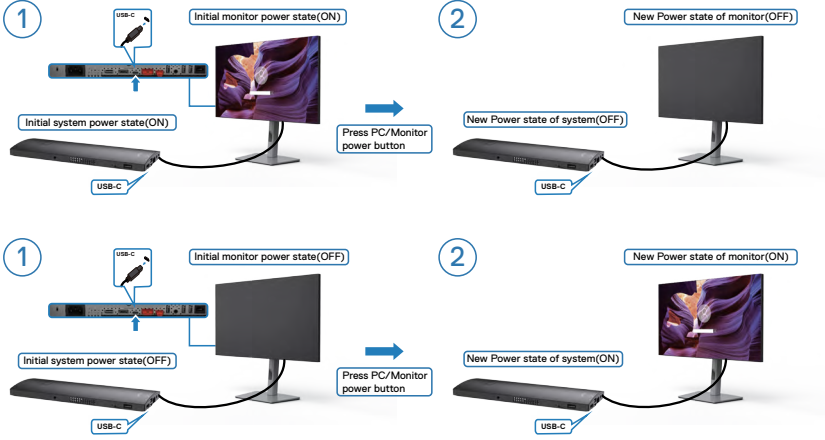 1
USB-C
Initial monitor power state(ON)
Initial system power state(ON)
USB-C
Press PC/Monitor
power button
2
New Power state of monitor(OFF)
New Power state of system(OFF)
USB-C
1
USB-C
Initial monitor power state(OFF)
Initial system power state(OFF)
USB-C
Press PC/Monitor
power button
2
New Power state of monitor(ON)
New Power state of system(ON)
USB-C